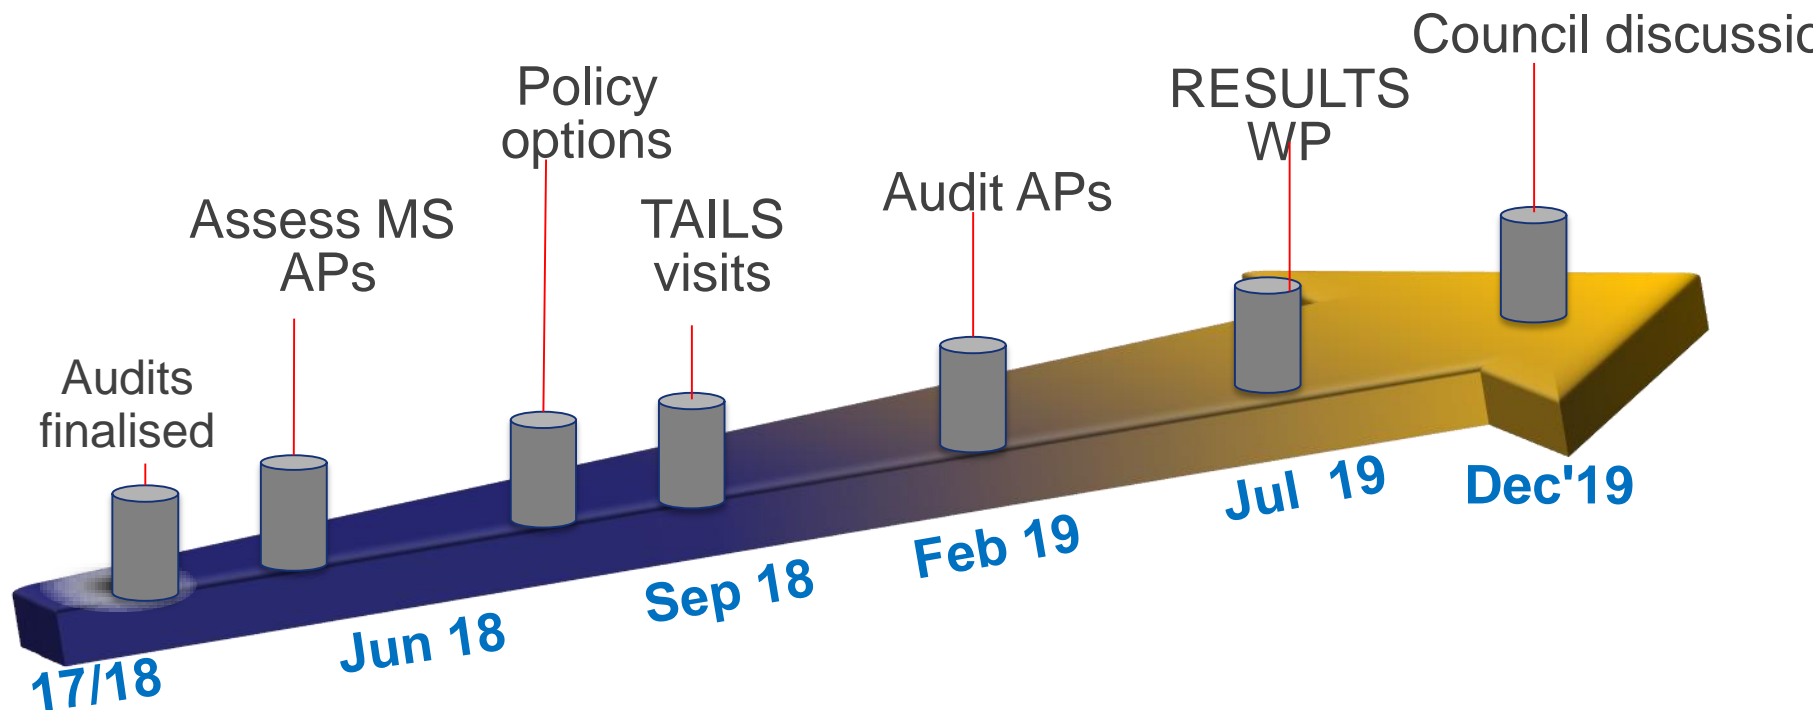 Council discussio
Policy
options
RESULTS
WP
Assess MS
APs
TAILS
visits
Audit APs
Audits
finalised
17/18
Jun 18
Sep 18
Feb 19
Jul 19
Dec'19